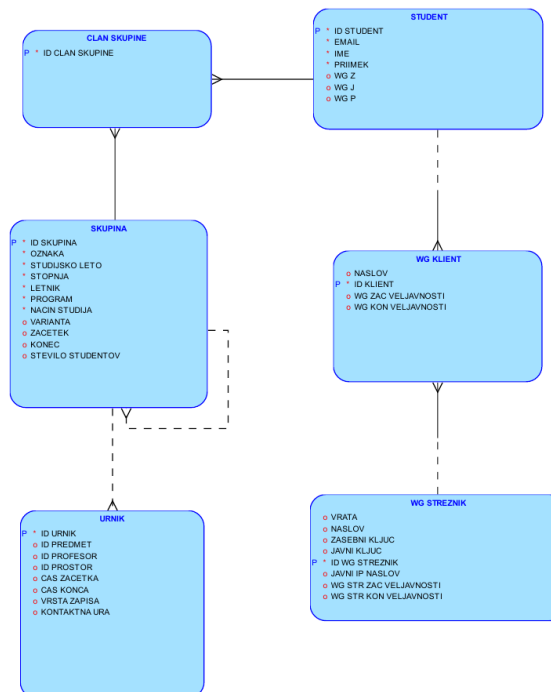 STUDENT
P * ID STUDENT
* EMAIL
* IME
* PRIIMEK
o WG Z
o WG J
o WG P
CLAN SKUPINE
P * ID CLAN SKUPINE
SKUPINA
P * ID SKUPINA
* OZNAKA
* STUDIJSKO LETO
* STOPNJA
* LETNIK
* PROGRAM
* NACIN STUDIJA
o VARIANTA
o ZACETEK
o KONEC
o STEVILO STUDENTOV
WG KLIENT
o NASLOV
P * ID KLIENT
o WG ZAC VELJAVNOSTI
o WG KON VELJAVNOSTI
URNIK
P * ID URNIK
o ID PREDMET
o ID PROFESOR
o ID PROSTOR
o CAS ZACETKA
o CAS KONCA
o VRSTA ZAPISA
o KONTAKTNA URA
WG STREZNIK
o VRATA
o NASLOV
o ZASEBNI KLJUC
o JAVNI KLJUC
P * ID WG STREZNIK
o JAVNI IP NASLOV
o WG STR ZAC VELJAVNOSTI
o WG STR KON VELJAVNOSTI